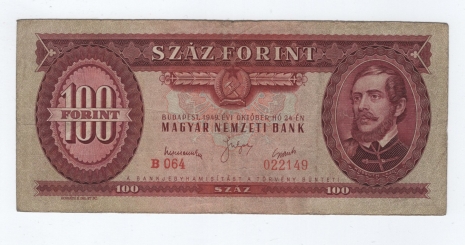 SZÁZ FORINT
100
FORINT
BUDAPEST, 1949. ÉVI OKTÓBER HÓ 24-ÉN
MAGYAR NEMZETI BANK
B 064
022149
A BANKJEGYHAMISÍTÁST A TÖRVÉNY BÜNTETI
100 SZÁZ 100